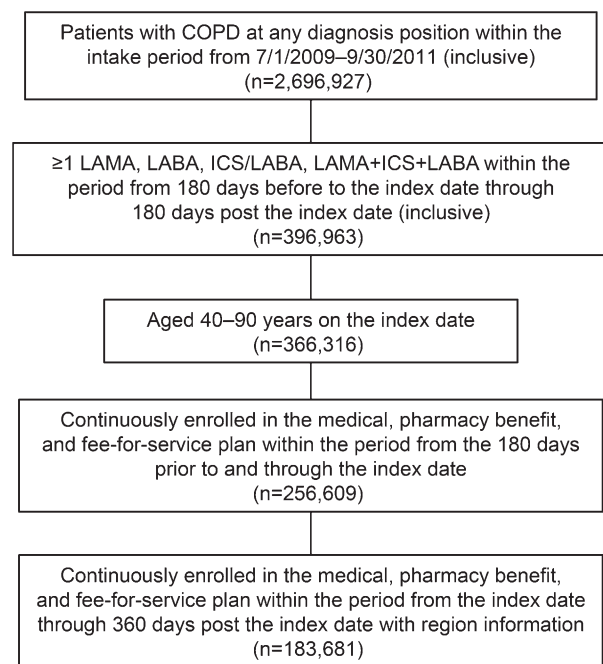 Patients with COPD at any diagnosis position within the
intake period from 7/1/2009–9/30/2011 (inclusive)
(n=2,696,927)
≥1 LAMA, LABA, ICS/LABA, LAMA+ICS+LABA within the
period from 180 days before to the index date through
180 days post the index date (inclusive)
(n=396,963)
Aged 40–90 years on the index date
(n=366,316)
Continuously enrolled in the medical, pharmacy benefit,
and fee-for-service plan within the period from the 180 days
prior to and through the index date
(n=256,609)
Continuously enrolled in the medical, pharmacy benefit,
and fee-for-service plan within the period from the index date
through 360 days post the index date with region information
(n=183,681)